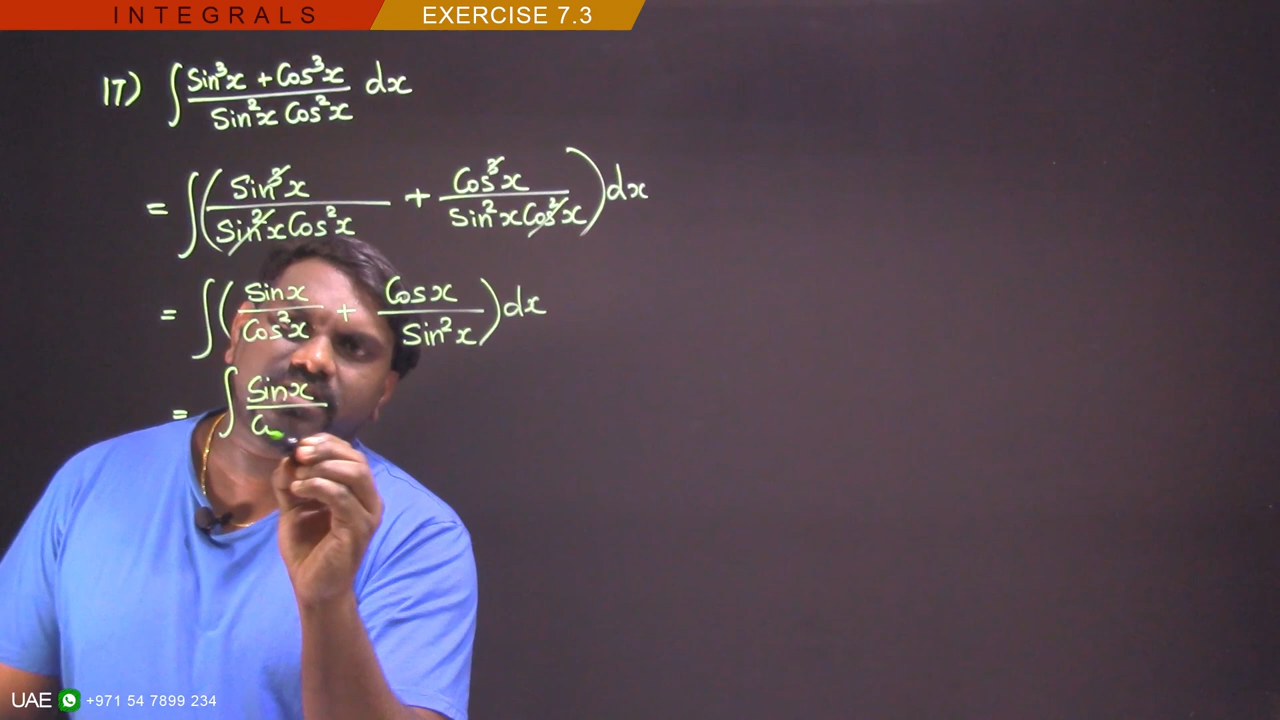 INTEGRALS EXERCISE 7.3
17) ∫ (Sin³x + Cos³x)/(Sin²x Cos²x) dx
= ∫ ( Sin³x/(Sin²x Cos²x) + Cos³x/(Sin²x Cos²x) ) dx
= ∫ ( Sinx/Cos²x + Cosx/Sin²x ) dx
= ∫ Sinx/Co
UAE +971 54 7899 234